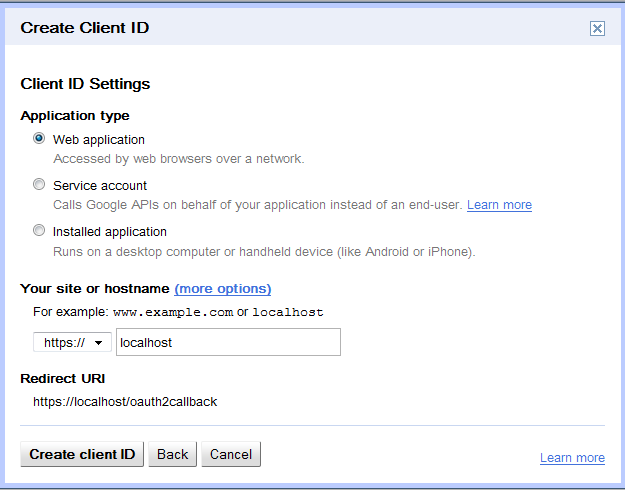 Create Client ID
Client ID Settings
Application type
Web application
Accessed by web browsers over a network.
Service account
Calls Google APIs on behalf of your application instead of an end-user. Learn more
Installed application
Runs on a desktop computer or handheld device (like Android or iPhone).
Your site or hostname (more options)
For example: www.example.com or localhost
https:// localhost
Redirect URI
https://localhost/oauth2callback
Create client ID Back Cancel Learn more